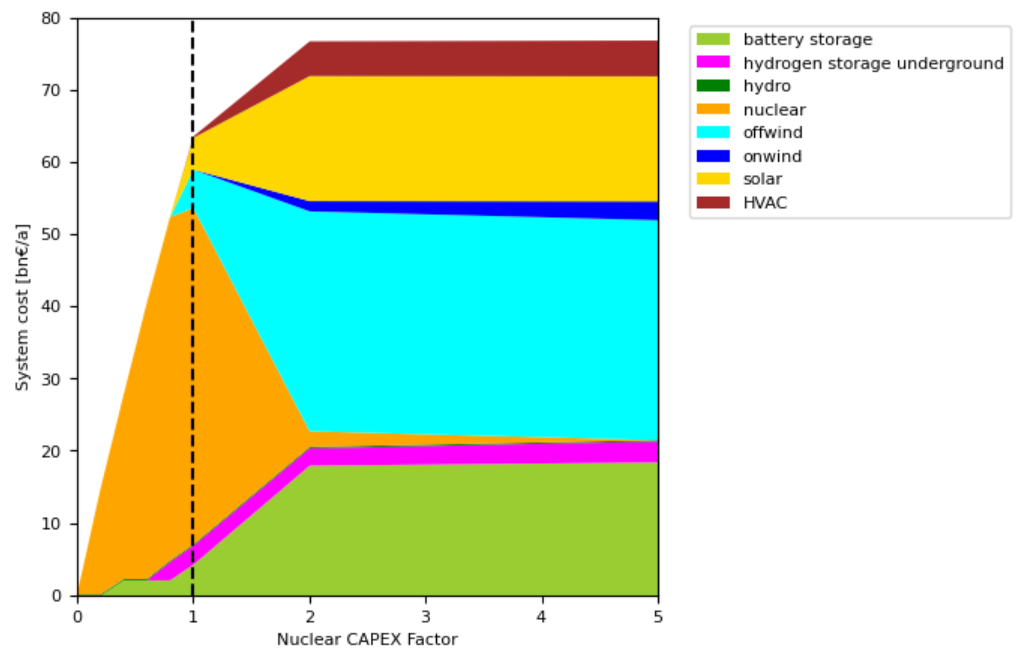 80
70
60
50
40
30
20
10
0
System cost [bn€/a]
0 1 2 3 4 5
Nuclear CAPEX Factor
battery storage
hydrogen storage underground
hydro
nuclear
offwind
onwind
solar
HVAC